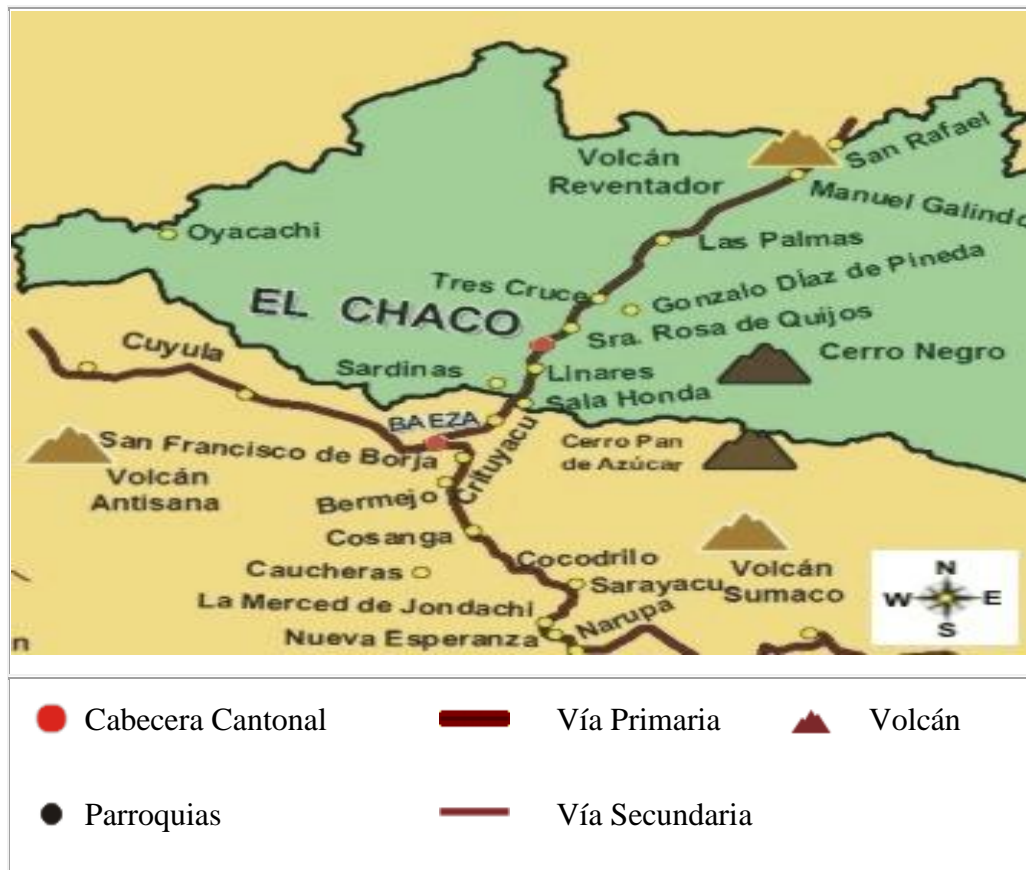 San Rafael
Volcán
Reventador
Manuel Galindo
Oyacachi
Las Palmas
Tres Cruce
Gonzalo Díaz de Pineda
EL CHACO
Sra. Rosa de Quijos
Cuyula
Cerro Negro
Sardinas
Linares
Sala Honda
BAEZA
San Francisco de Borja
Crituyacu
Cerro Pan
de Azúcar
Volcán
Antisana
Bermejo
Cosanga
Cocodrilo
Caucheras
Sarayacu
Volcán
Sumaco
La Merced de Jondachi
Narupa
Nueva Esperanza
N
W E
S
n
Cabecera Cantonal
Vía Primaria
Volcán
Parroquias
Vía Secundaria